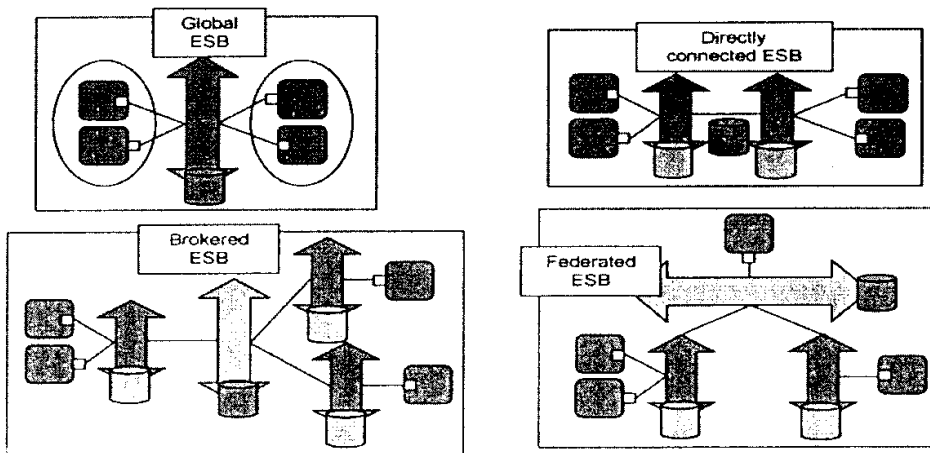 Global
ESB
Directly
connected ESB
Brokered
ESB
Federated
ESB